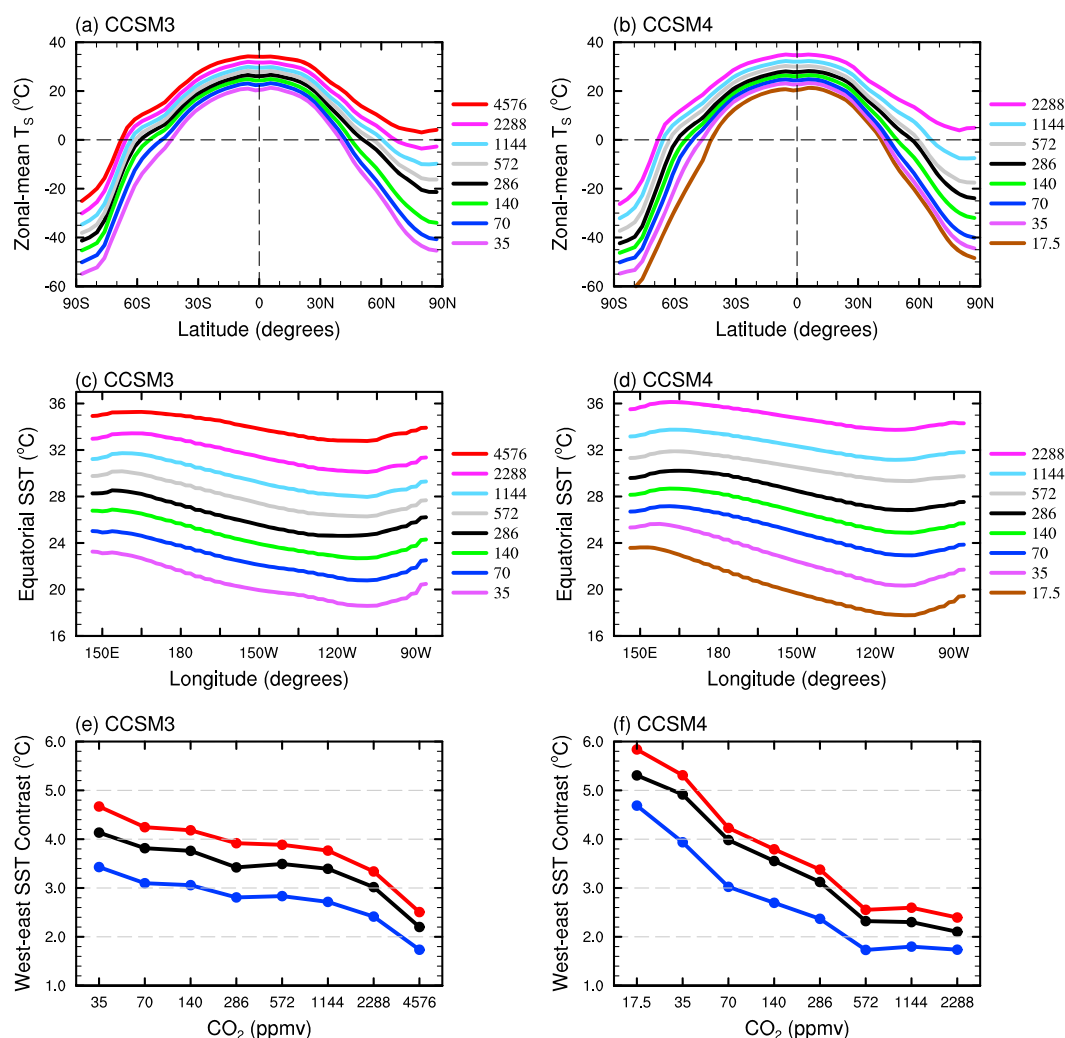 (a) CCSM3
Zonal-mean T_S (°C)
40
20
0
-20
-40
-60
90S 60S 30S 0 30N 60N 90N
Latitude (degrees)
4576
2288
1144
572
286
140
70
35
(b) CCSM4
Zonal-mean T_S (°C)
40
20
0
-20
-40
-60
90S 60S 30S 0 30N 60N 90N
Latitude (degrees)
2288
1144
572
286
140
70
35
17.5
(c) CCSM3
Equatorial SST (°C)
36
32
28
24
20
16
150E 180 150W 120W 90W
Longitude (degrees)
4576
2288
1144
572
286
140
70
35
(d) CCSM4
Equatorial SST (°C)
36
32
28
24
20
16
150E 180 150W 120W 90W
Longitude (degrees)
2288
1144
572
286
140
70
35
17.5
(e) CCSM3
West-east SST Contrast (°C)
6.0
5.0
4.0
3.0
2.0
1.0
35 70 140 286 572 1144 2288 4576
CO₂ (ppmv)
(f) CCSM4
West-east SST Contrast (°C)
6.0
5.0
4.0
3.0
2.0
1.0
17.5 35 70 140 286 572 1144 2288
CO₂ (ppmv)